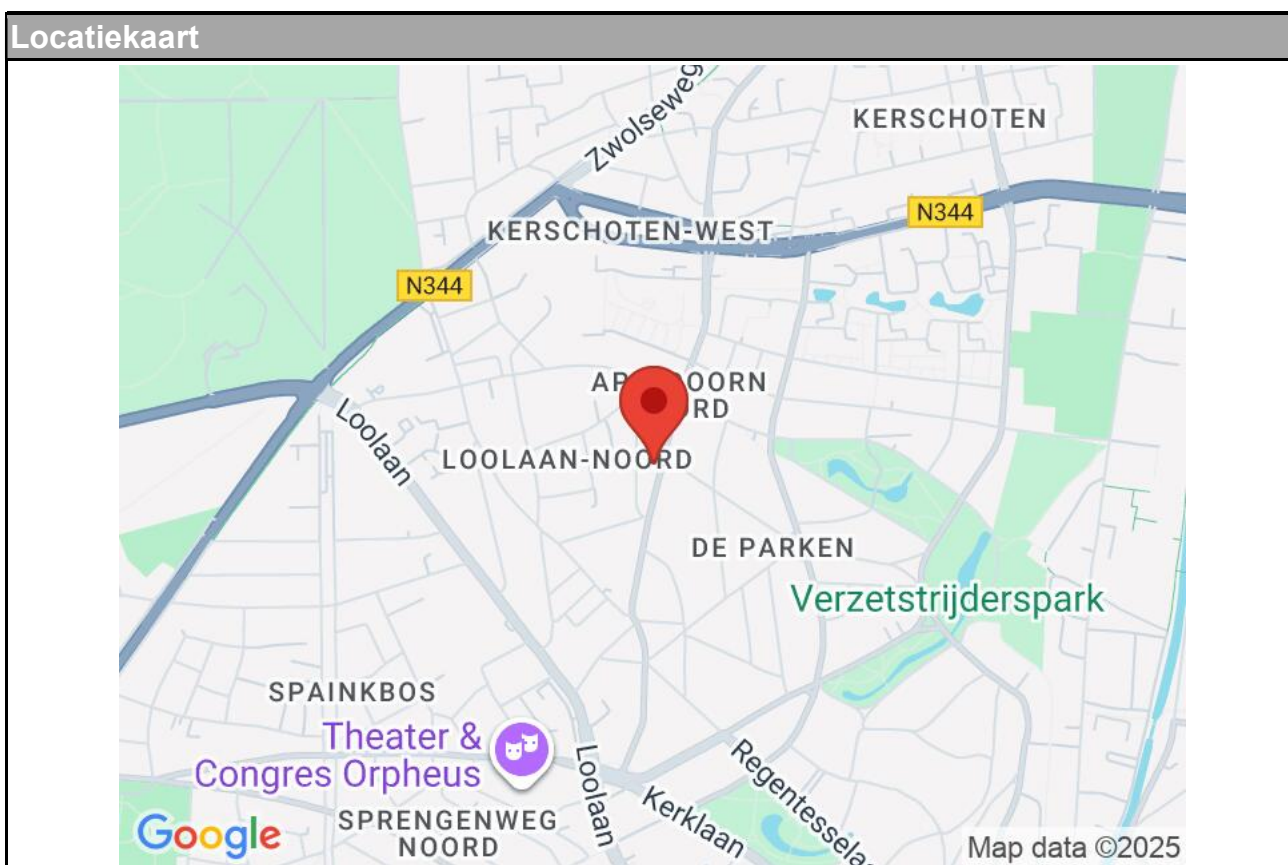 Locatiekaart
Zwolseweg
KERSCHOTEN
N344
KERSCHOTEN-WEST
N344
LOOLAAN-NOORD
Loolaan
DE PARKEN
Verzetstrijderspark
SPAINKBOS
Theater &
Congres Orpheus
Loolaan
Kerklaan
SPRENGENWEG
NOORD
Google
Map data ©2025